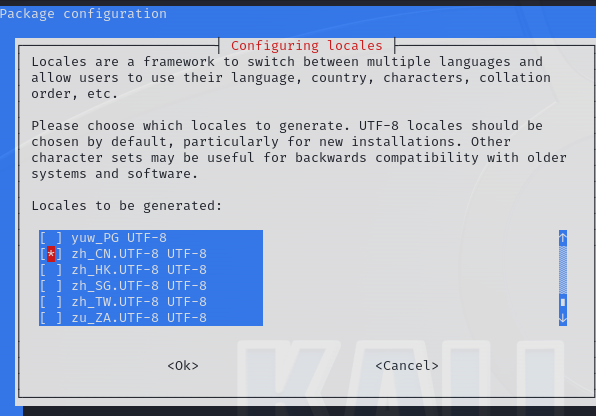 Package configuration
Configuring locales
Locales are a framework to switch between multiple languages and
allow users to use their language, country, characters, collation
order, etc.
Please choose which locales to generate. UTF-8 locales should be
chosen by default, particularly for new installations. Other
character sets may be useful for backwards compatibility with older
systems and software.
Locales to be generated:
[ ] yuw_PG UTF-8
[*] zh_CN.UTF-8 UTF-8
[ ] zh_HK.UTF-8 UTF-8
[ ] zh_SG.UTF-8 UTF-8
[ ] zh_TW.UTF-8 UTF-8
[ ] zu_ZA.UTF-8 UTF-8
<Ok> <Cancel>
KALI